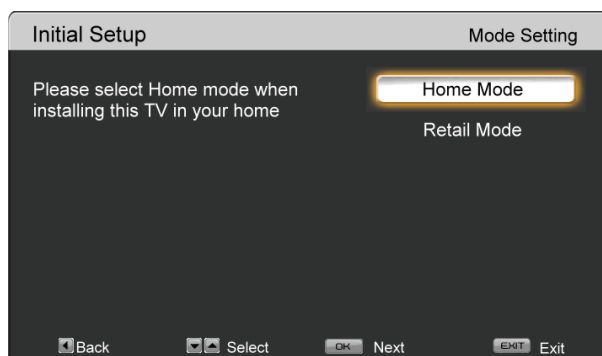 Initial Setup
Mode Setting
Please select Home mode when
installing this TV in your home
Home Mode
Retail Mode
Back
Select
OK Next
EXIT Exit